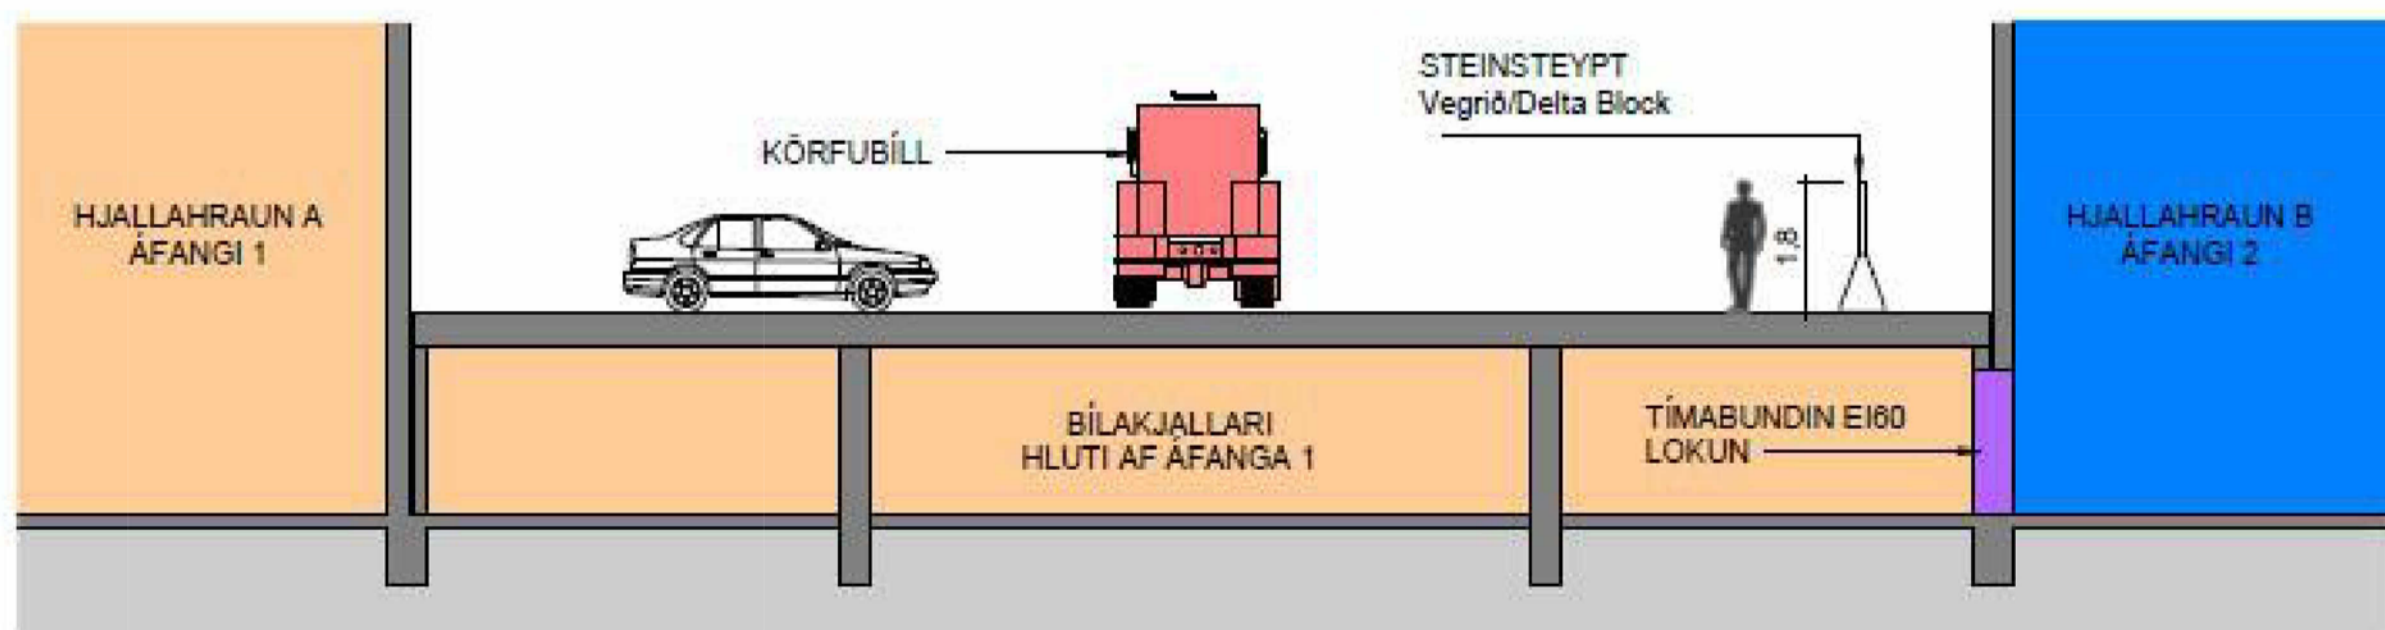 HJALLAHRAUN A
ÁFANGI 1
KÖRFUBÍLL
STEINSTEYPT
Vegrið/Delta Block
1,8
HJALLAHRAUN B
ÁFANGI 2
BÍLAKJALLARI
HLUTI AF ÁFANGA 1
TÍMABUNDIN EI60
LOKUN